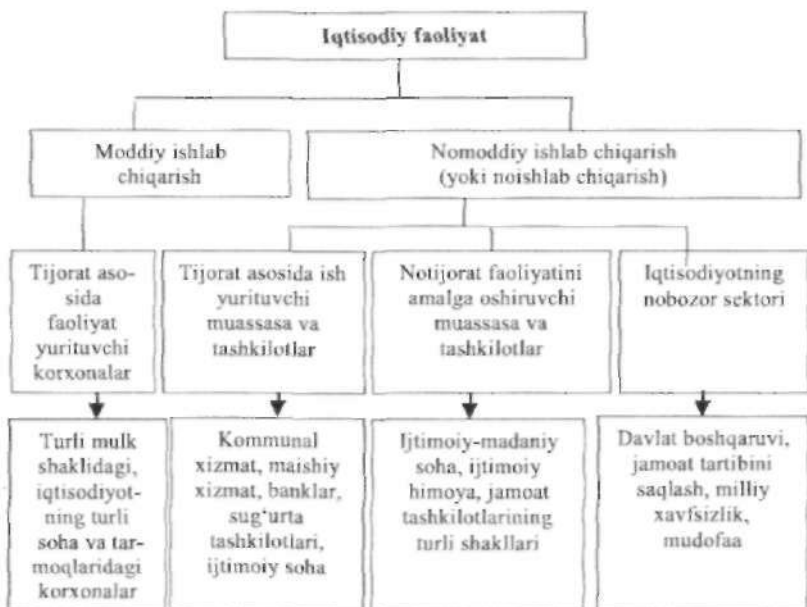 Iqtisodiy faoliyat
Moddiy ishlab
chiqarish
Nomoddiy ishlab chiqarish
(yoki noishlab chiqarish)
Tijorat aso-
sida
faoliyat
yurituvchi
korxonalar
Tijorat asosida ish
yurituvchi
muassasa va
tashkilotlar
Notijorat faoliyatini
amalga oshiruvchi
muassasa va
tashkilotlar
Iqtisodiyotning
nobozor sektori
Turli mulk
shaklidagi,
iqtisodiyot-
ning turli
soha va tar-
moqlaridagi
korxonalar
Kommunal
xizmat, maishiy
xizmat, banklar,
sug‘urta
tashkilotlari,
ijtimoiy soha
Ijtimoiy-madaniy
soha, ijtimoiy
himoya, jamoat
tashkilotlarining
turli shakllari
Davlat boshqaruvi,
jamoat tartibini
saqlash, milliy
xavfsizlik,
mudofaa